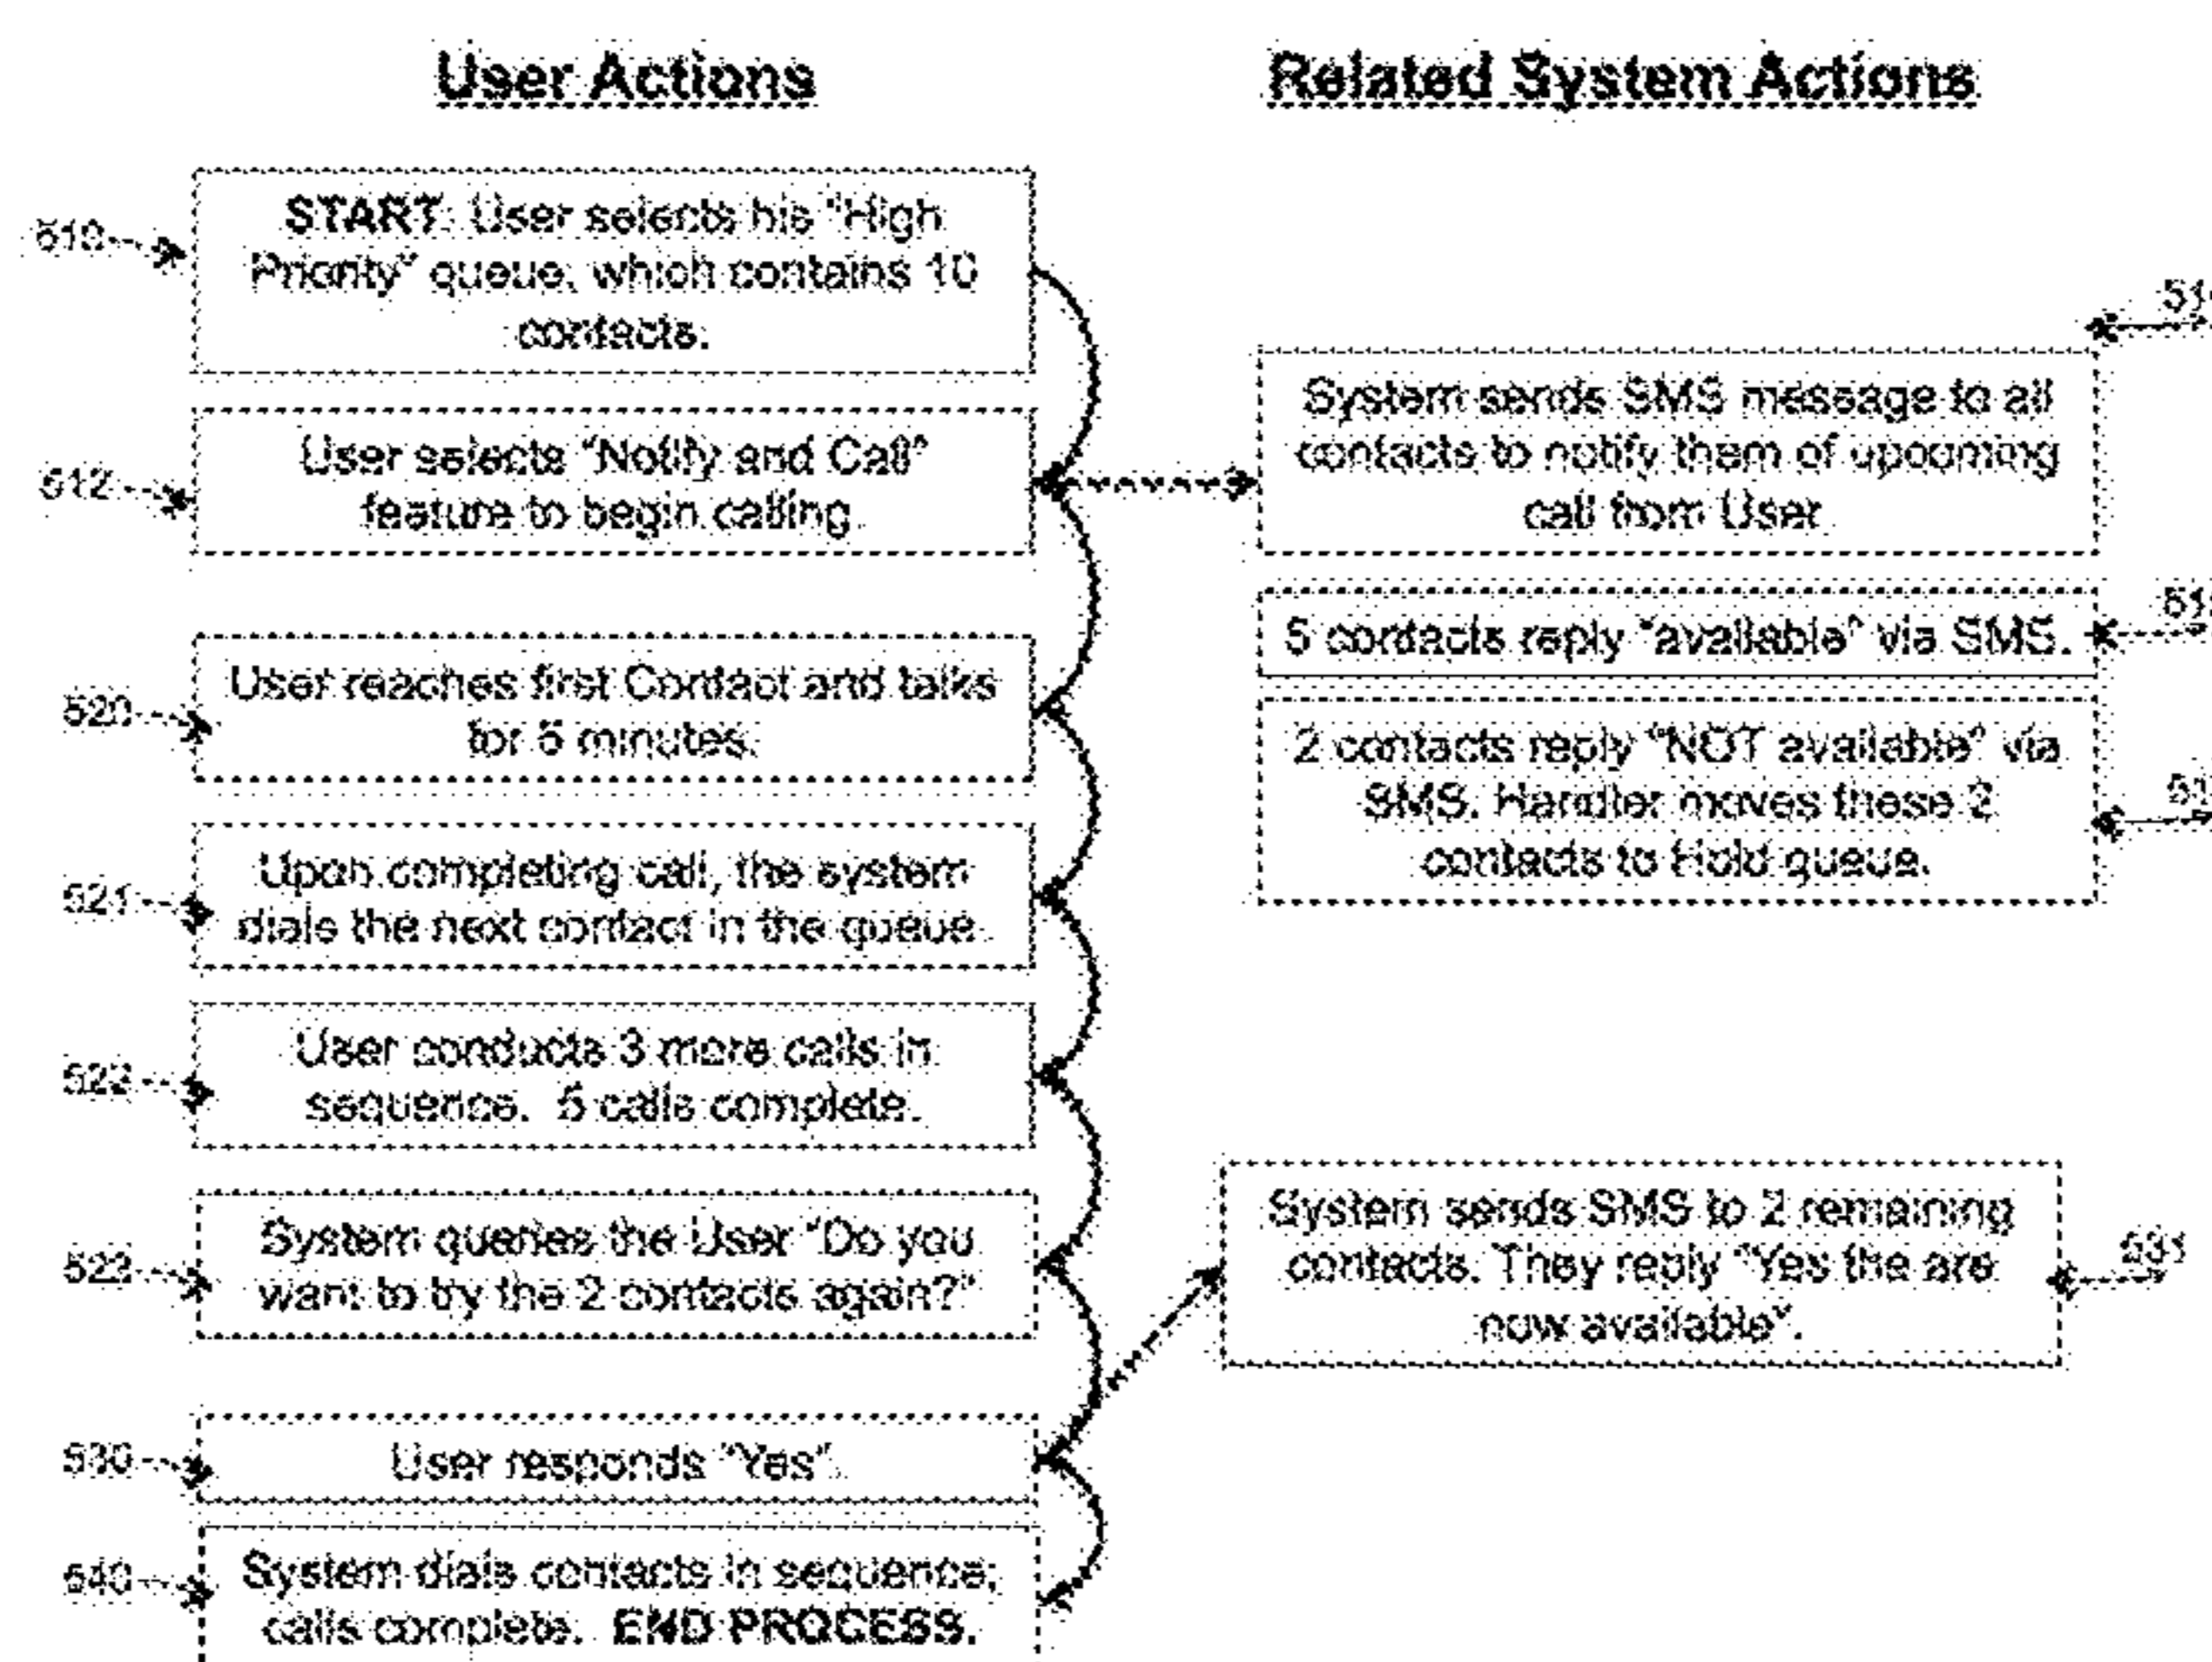 User Actions
Related System Actions
510
START: User selects his "High
Priority" queue, which contains 10
contacts.
512
User selects "Notify and Call"
feature to begin calling.
520
User reaches first Contact and talks
for 5 minutes.
521
Upon completing call, the system
dials the next contact in the queue.
522
User conducts 3 more calls in
sequence. 5 calls complete.
System queries the User "Do you
want to try the 2 contacts again?"
530
User responds "Yes".
540
System dials contacts in sequence;
calls complete. END PROCESS.
System sends SMS message to all
contacts to notify them of upcoming
call from User
5 contacts reply "available" via SMS.
2 contacts reply "NOT available" via
SMS. Handler moves these 2
contacts to Hold queue.
System sends SMS to 2 remaining
contacts. They reply "Yes the are
now available".
531